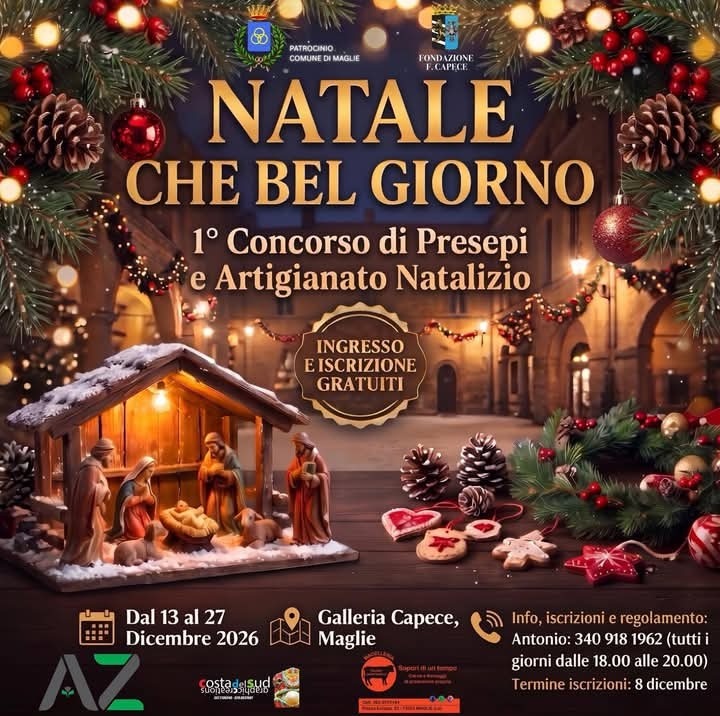 PATROCINIO
COMUNE DI MAGLIE
FONDAZIONE
F. CAPECE
NATALE
CHE BEL GIORNO
1° Concorso di Presepi
e Artigianato Natalizio
INGRESSO
E ISCRIZIONE
GRATUITI
Dal 13 al 27
Dicembre 2026
Galleria Capece,
Maglie
Info, iscrizioni e regolamento:
Antonio: 340 918 1962 (tutti i
giorni dalle 18.00 alle 20.00)
Termine iscrizioni: 8 dicembre
AZ
costa del sud
Sapori di un tempo